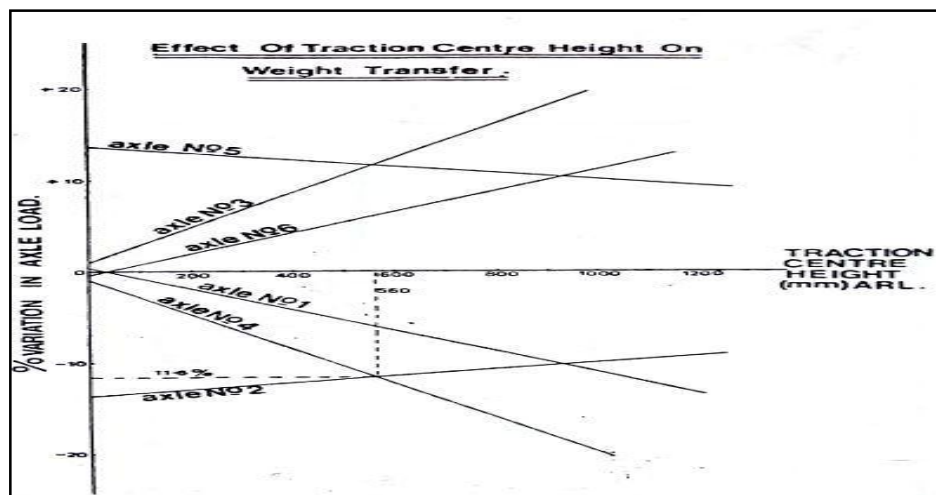 Effect Of Traction Centre Height On
Weight Transfer.
+20
axle Nº5
+10
axle Nº3
axle Nº6
% VARIATION IN AXLE LOAD.
0
200
400
600
800
1000
1200
TRACTION
CENTRE
HEIGHT
(mm) ARL.
560
axle Nº1
axle Nº4
-10
11·6%
axle Nº2
-20